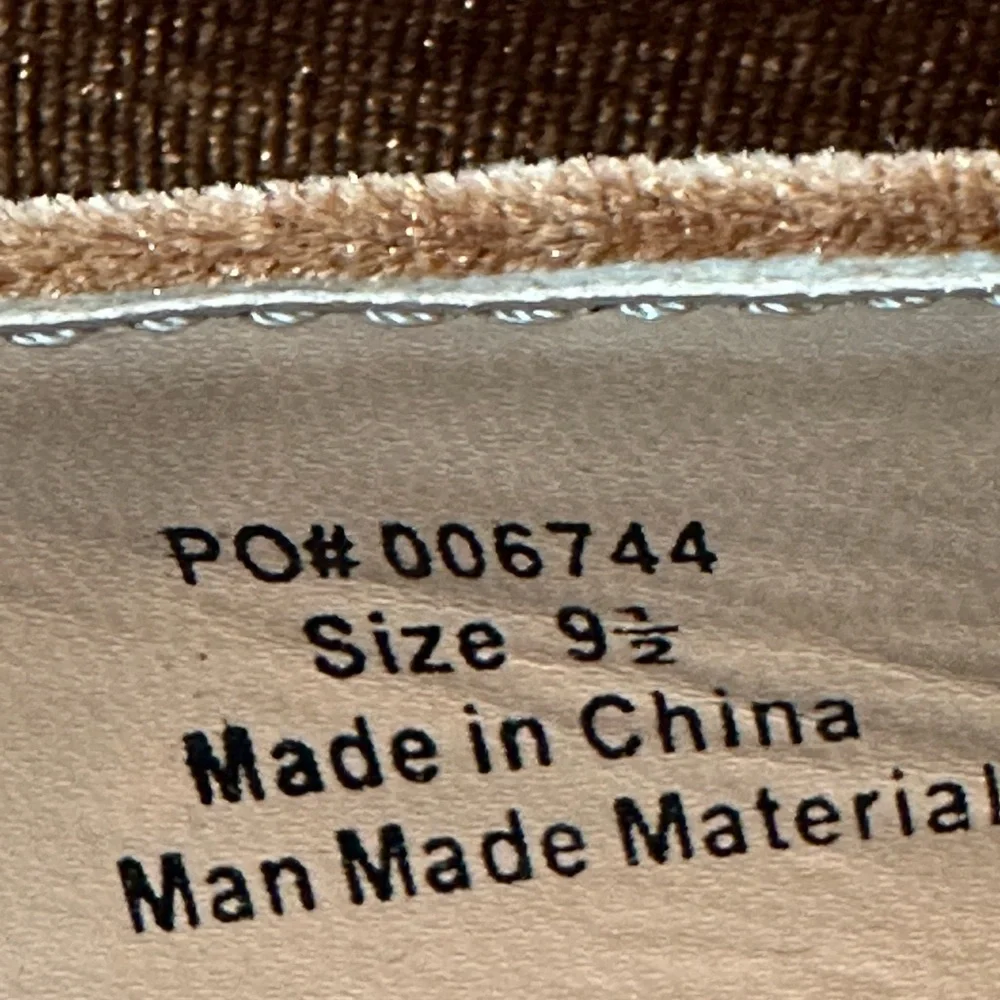 PO# 006744
Size 9½
Made in China
Man Made Material